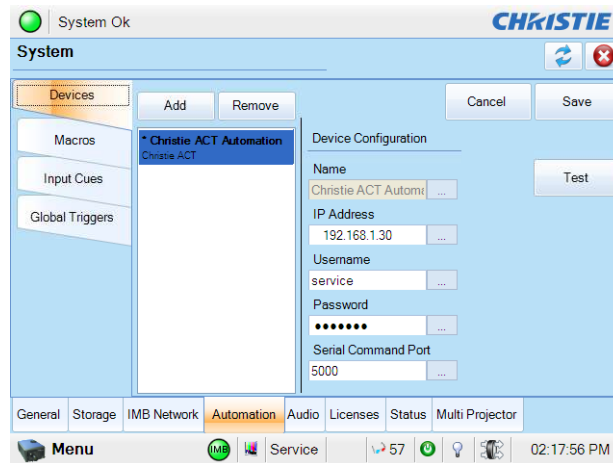 System Ok
CHRISTIE
System
Devices
Macros
Input Cues
Global Triggers
Add
Remove
Cancel
Save
* Christie ACT Automation
Christie ACT
Device Configuration
Name
Christie ACT Automa
...
IP Address
192.168.1.30
...
Username
service
...
Password
•••••••
...
Serial Command Port
5000
...
Test
General
Storage
IMB Network
Automation
Audio
Licenses
Status
Multi Projector
Menu
IMB
Service
57
02:17:56 PM